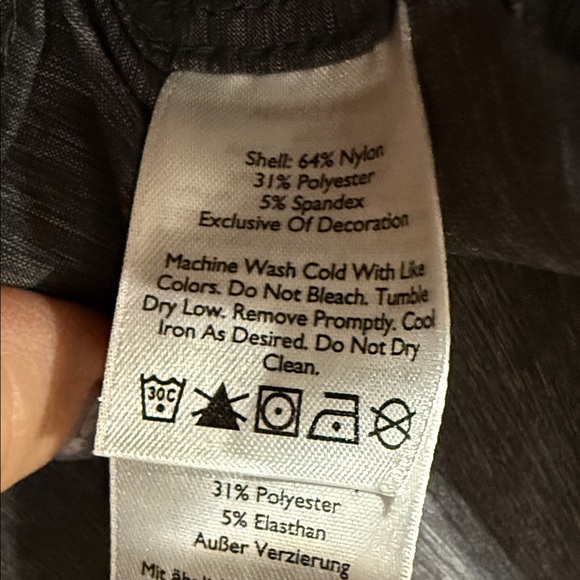 Shell: 64% Nylon
31% Polyester
5% Spandex
Exclusive Of Decoration
Machine Wash Cold With Like
Colors. Do Not Bleach. Tumble
Dry Low. Remove Promptly. Cool
Iron As Desired. Do Not Dry
Clean.
30C
31% Polyester
5% Elasthan
Außer Verzierung
Mit